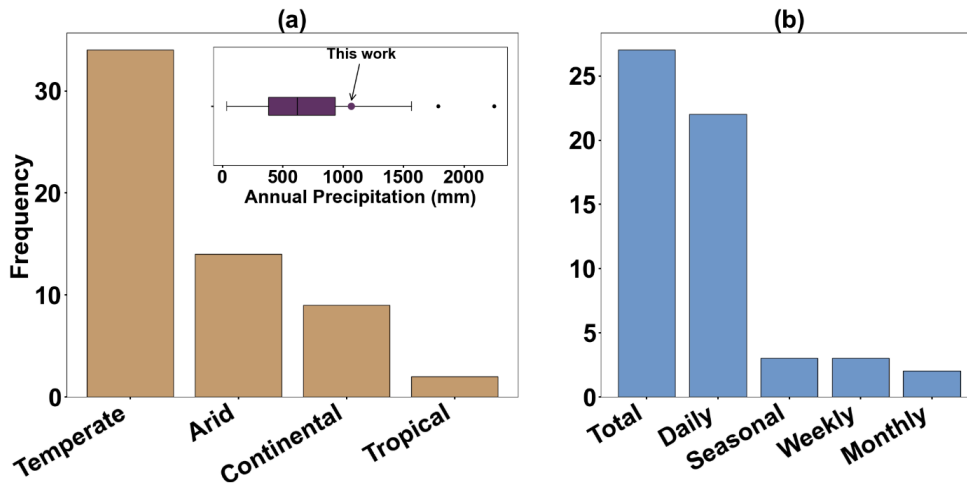 (a)
This work
0 500 1000 1500 2000
Annual Precipitation (mm)
Frequency
30
20
10
0
Temperate Arid Continental Tropical
(b)
25
20
15
10
5
0
Total Daily Seasonal Weekly Monthly